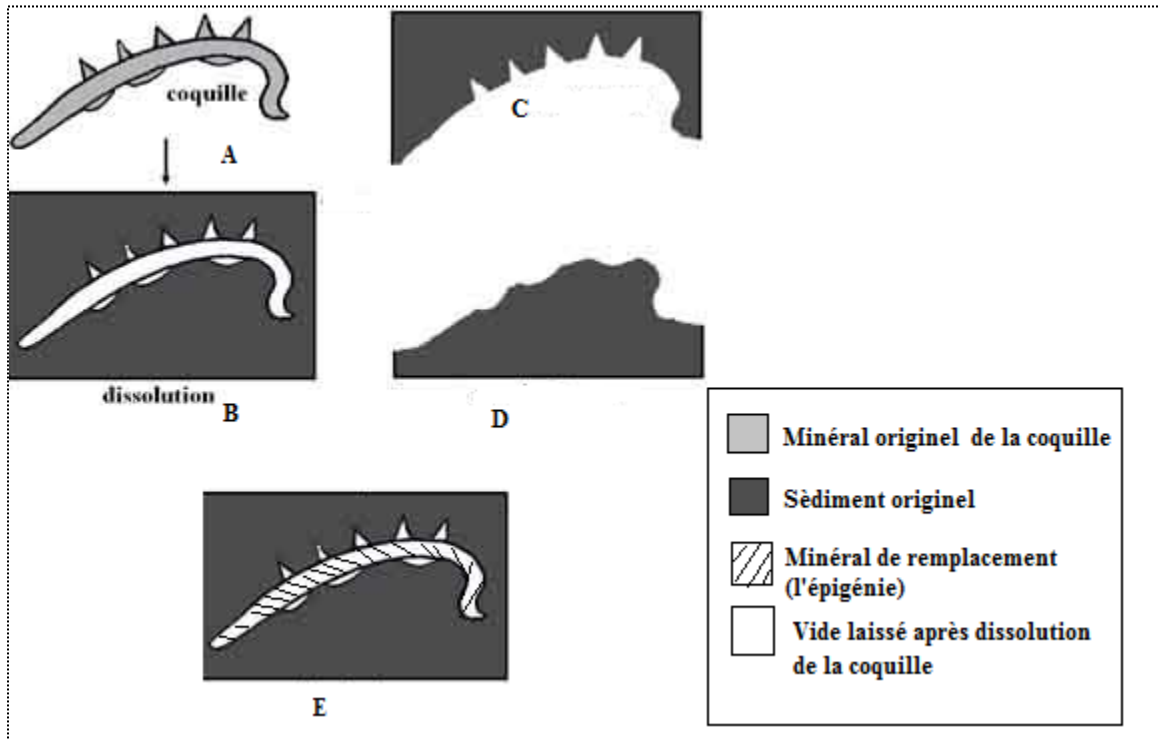 coquille
A
C
dissolution
B
D
E
Minéral originel de la coquille
Sèdiment originel
Minéral de remplacement
(l'épigénie)
Vide laissé après dissolution
de la coquille